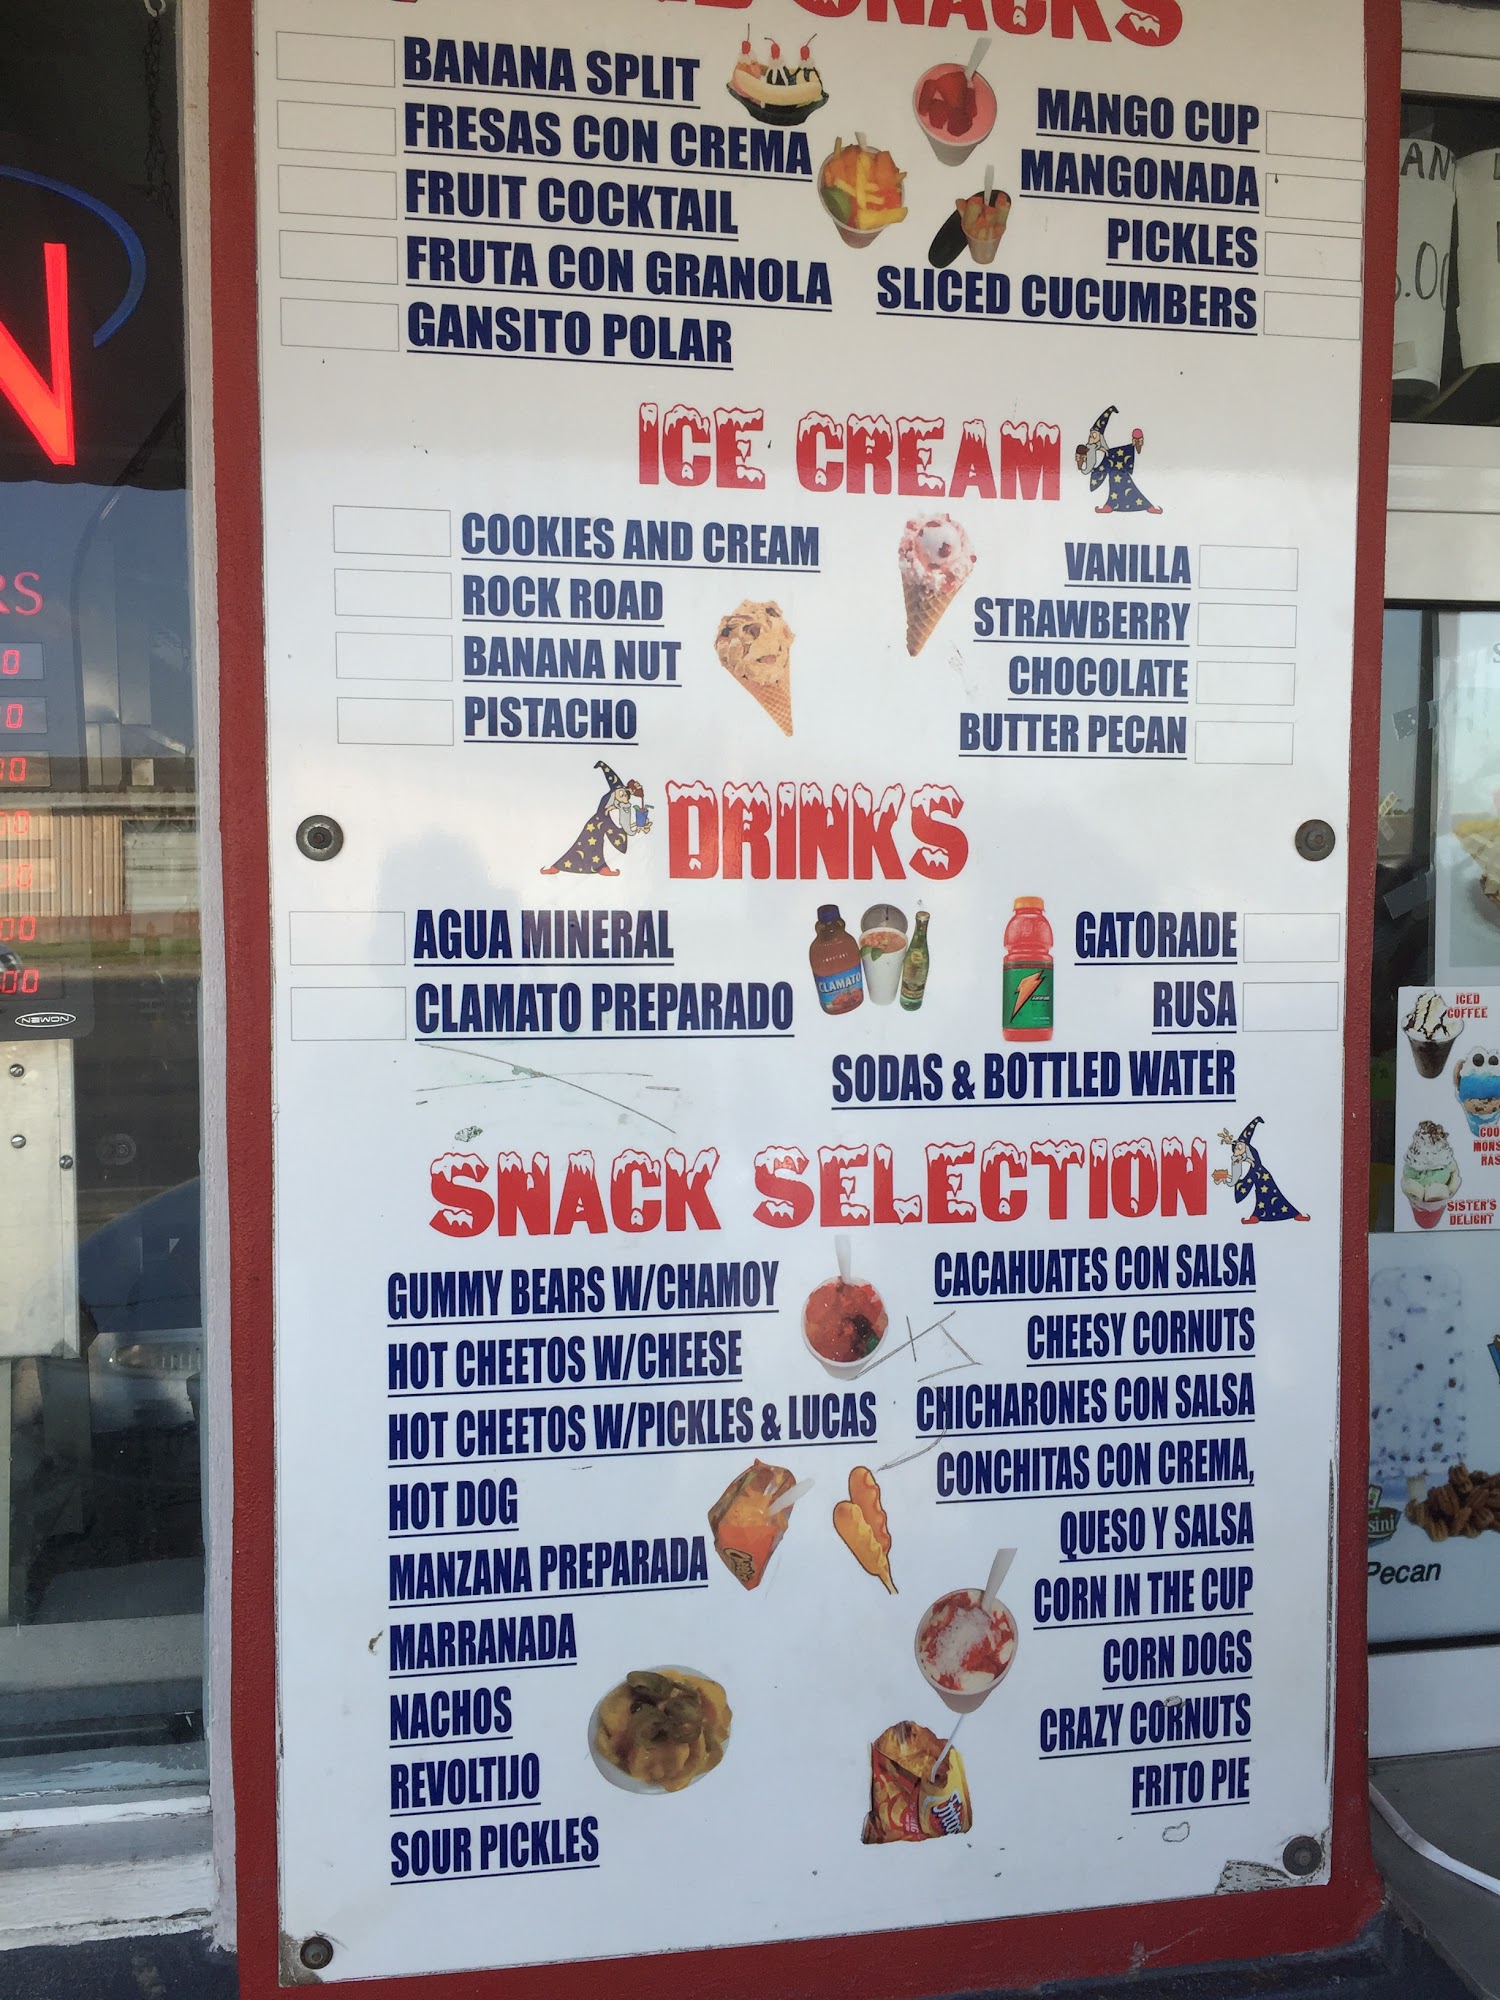 SNACKS
BANANA SPLIT
FRESAS CON CREMA
FRUIT COCKTAIL
FRUTA CON GRANOLA
GANSITO POLAR
MANGO CUP
MANGONADA
PICKLES
SLICED CUCUMBERS
ICE CREAM
COOKIES AND CREAM
ROCK ROAD
BANANA NUT
PISTACHO
VANILLA
STRAWBERRY
CHOCOLATE
BUTTER PECAN
DRINKS
AGUA MINERAL
CLAMATO PREPARADO
CLAMATO
GATORADE
RUSA
SODAS & BOTTLED WATER
SNACK SELECTION
GUMMY BEARS W/CHAMOY
HOT CHEETOS W/CHEESE
HOT CHEETOS W/PICKLES & LUCAS
HOT DOG
MANZANA PREPARADA
MARRANADA
NACHOS
REVOLTIJO
SOUR PICKLES
CACAHUATES CON SALSA
CHEESY CORNUTS
CHICHARONES CON SALSA
CONCHITAS CON CREMA,
QUESO Y SALSA
CORN IN THE CUP
CORN DOGS
CRAZY CORNUTS
FRITO PIE
NEWON
ICED
COFFEE
SISTER'S
DELIGHT
Pecan